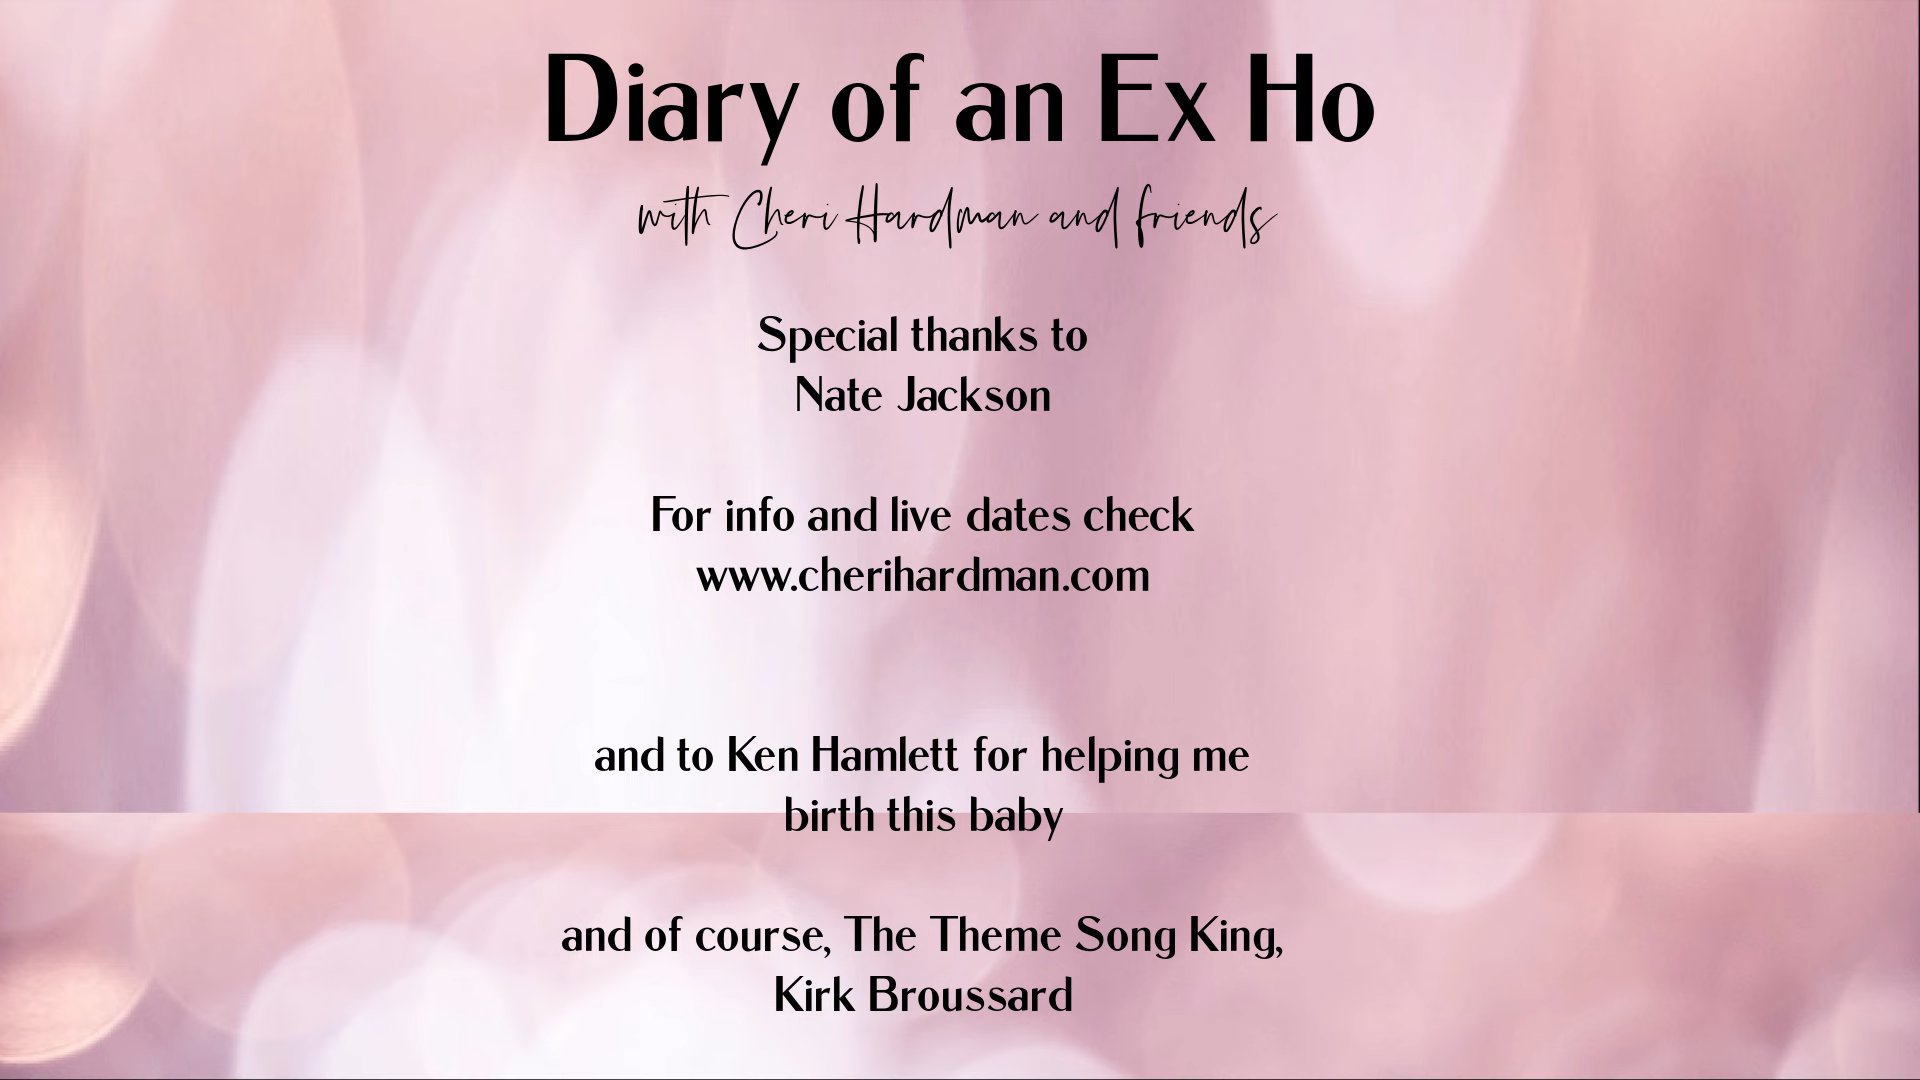 Diary of an Ex Ho
with Cheri Hardman and friends
Special thanks to
Nate Jackson
For info and live dates check
www.cherihardman.com
and to Ken Hamlett for helping me
birth this baby
and of course, The Theme Song King,
Kirk Broussard